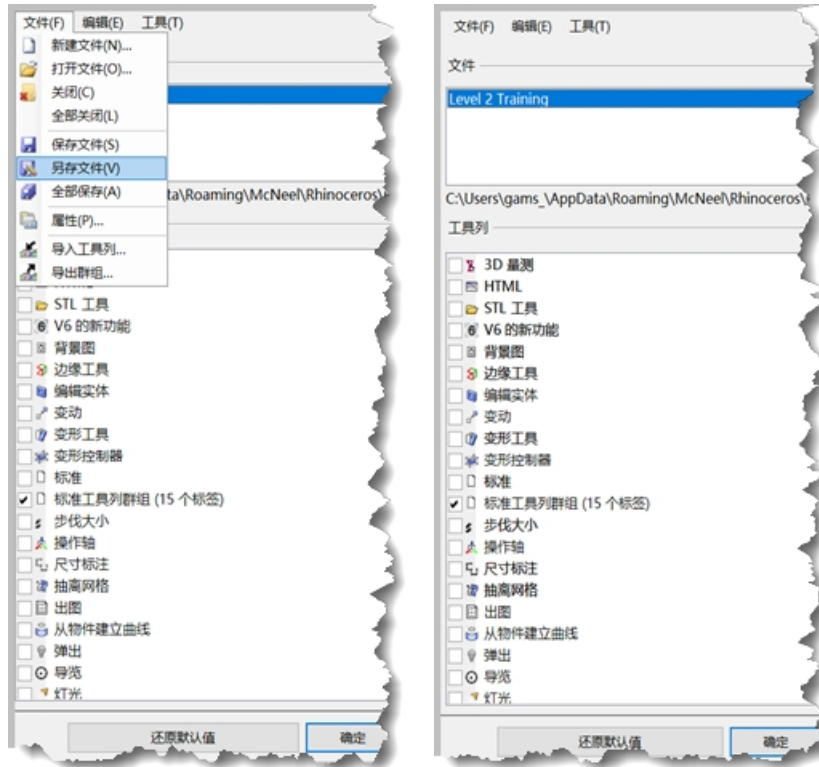 文件(F) 编辑(E) 工具(T)
新建文件(N)...
打开文件(O)...
关闭(C)
全部关闭(L)
保存文件(S)
另存文件(V)
全部保存(A)
ta\Roaming\McNeel\Rhinoceros\
属性(P)...
导入工具列...
导出群组...
STL 工具
V6 的新功能
背景图
边缘工具
编辑实体
变动
变形工具
变形控制器
标准
标准工具列群组 (15 个标签)
步伐大小
操作轴
尺寸标注
抽离网格
出图
从物件建立曲线
弹出
导览
灯光
还原默认值 确定
文件(F) 编辑(E) 工具(T)
文件
Level 2 Training
C:\Users\gams_\AppData\Roaming\McNeel\Rhinoceros\
工具列
3D 量测
HTML
STL 工具
V6 的新功能
背景图
边缘工具
编辑实体
变动
变形工具
变形控制器
标准
标准工具列群组 (15 个标签)
步伐大小
操作轴
尺寸标注
抽离网格
出图
从物件建立曲线
弹出
导览
灯光
还原默认值 确定